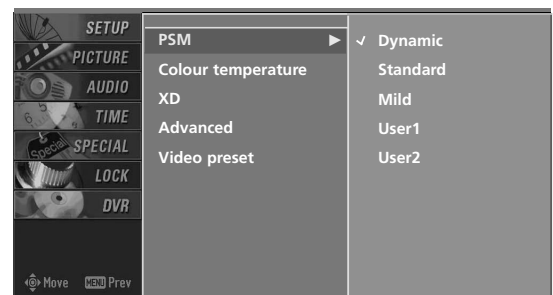 SETUP
PICTURE
AUDIO
TIME
SPECIAL
LOCK
DVR
Move MENU Prev
PSM
Colour temperature
XD
Advanced
Video preset
Dynamic
Standard
Mild
User1
User2